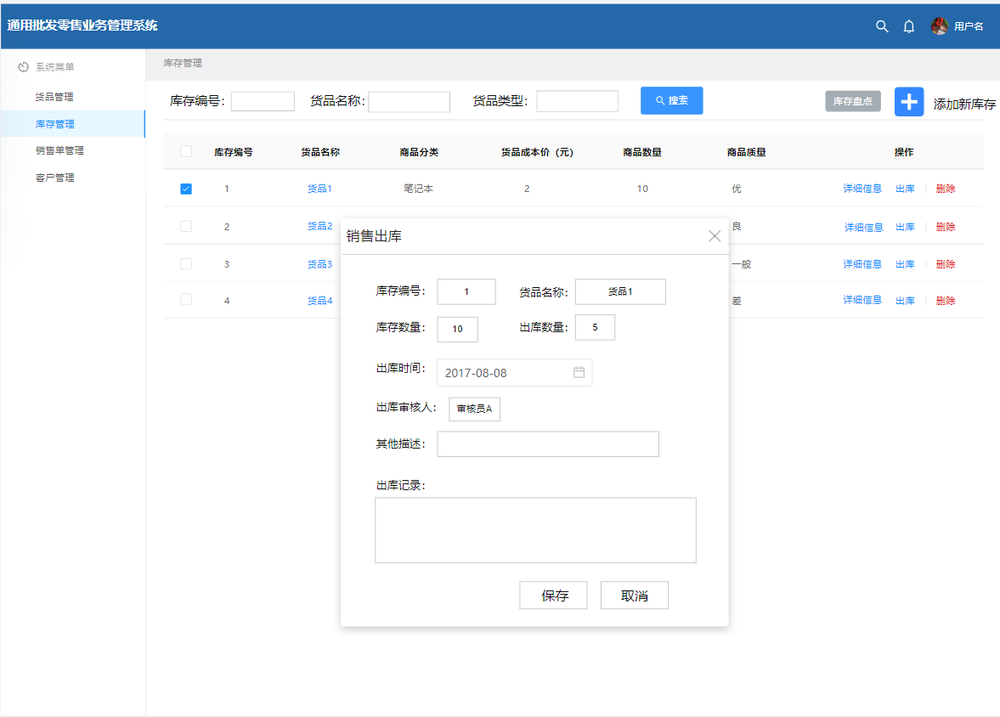 通用批发零售业务管理系统
用户名
系统菜单
库存管理
货品管理
库存管理
销售单管理
客户管理
库存编号: 货品名称: 货品类型: 搜索 库存盘点 添加新库存
库存编号 货品名称 商品分类 货品成本价（元） 商品数量 商品质量 操作
1 货品1 笔记本 2 10 优 详细信息 出库 删除
2 货品2 良 详细信息 出库 删除
3 货品3 一般 详细信息 出库 删除
4 货品4 差 详细信息 出库 删除
销售出库
库存编号: 1 货品名称: 货品1
库存数量: 10 出库数量: 5
出库时间: 2017-08-08
出库审核人: 审核员A
其他描述:
出库记录:
保存 取消